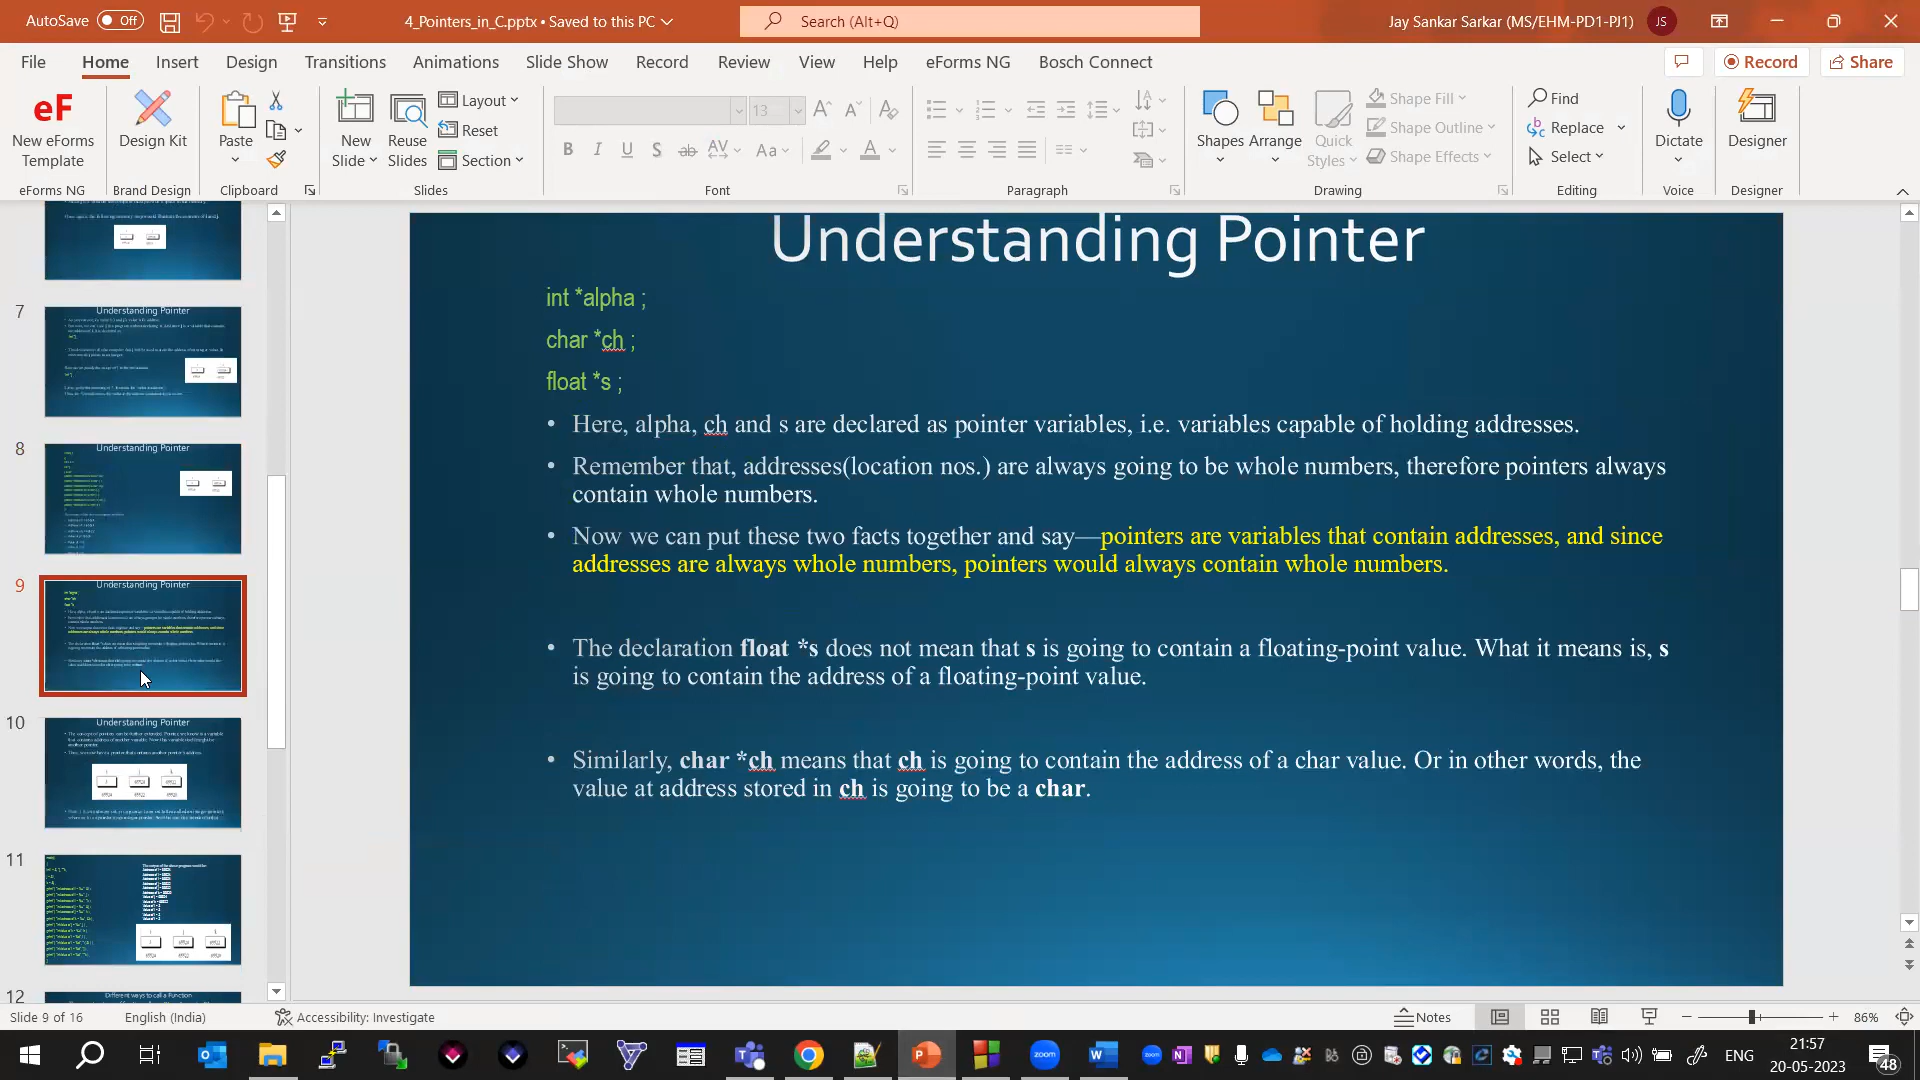 AutoSave Off 4_Pointers_in_C.pptx • Saved to this PC Search (Alt+Q) Jay Sankar Sarkar (MS/EHM-PD1-PJ1) JS
File Home Insert Design Transitions Animations Slide Show Record Review View Help eForms NG Bosch Connect Record Share
eF
New eForms Template
eForms NG
Design Kit
Brand Design
Paste
Clipboard
New Slide
Reuse Slides
Layout
Reset
Section
Slides
13
B I U S ab AV Aa A
Font
Paragraph
Shapes
Arrange
Quick Styles
Shape Fill
Shape Outline
Shape Effects
Drawing
Find
Replace
Select
Editing
Dictate
Voice
Designer
Designer
7
Understanding Pointer
8
Understanding Pointer
9
Understanding Pointer
10
Understanding Pointer
11
12
Different ways to call a Function
Understanding Pointer
int *alpha ;
char *ch ;
float *s ;
• Here, alpha, ch and s are declared as pointer variables, i.e. variables capable of holding addresses.
• Remember that, addresses(location nos.) are always going to be whole numbers, therefore pointers always
contain whole numbers.
• Now we can put these two facts together and say—pointers are variables that contain addresses, and since
addresses are always whole numbers, pointers would always contain whole numbers.
• The declaration float *s does not mean that s is going to contain a floating-point value. What it means is, s
is going to contain the address of a floating-point value.
• Similarly, char *ch means that ch is going to contain the address of a char value. Or in other words, the
value at address stored in ch is going to be a char.
Slide 9 of 16 English (India) Accessibility: Investigate Notes 86%
zoom
ENG
21:57
20-05-2023
48